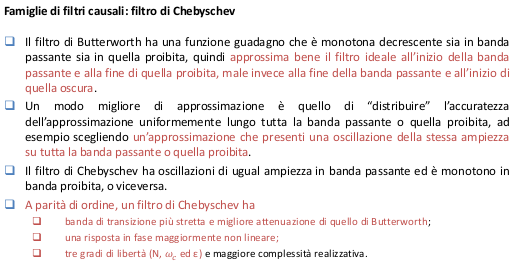 Famiglie di filtri causali: filtro di Chebyschev
❑ Il filtro di Butterworth ha una funzione guadagno che è monotona decrescente sia in banda
passante sia in quella proibita, quindi approssima bene il filtro ideale all’inizio della banda
passante e alla fine di quella proibita, male invece alla fine della banda passante e all’inizio di
quella oscura.
❑ Un modo migliore di approssimazione è quello di “distribuire” l’accuratezza
dell’approssimazione uniformemente lungo tutta la banda passante o quella proibita, ad
esempio scegliendo un’approssimazione che presenti una oscillazione della stessa ampiezza
su tutta la banda passante o quella proibita.
❑ Il filtro di Chebyschev ha oscillazioni di ugual ampiezza in banda passante ed è monotono in
banda proibita, o viceversa.
❑ A parità di ordine, un filtro di Chebyschev ha
❑ banda di transizione più stretta e migliore attenuazione di quello di Butterworth;
❑ una risposta in fase maggiormente non lineare;
❑ tre gradi di libertà (N, ω_c ed ε) e maggiore complessità realizzativa.